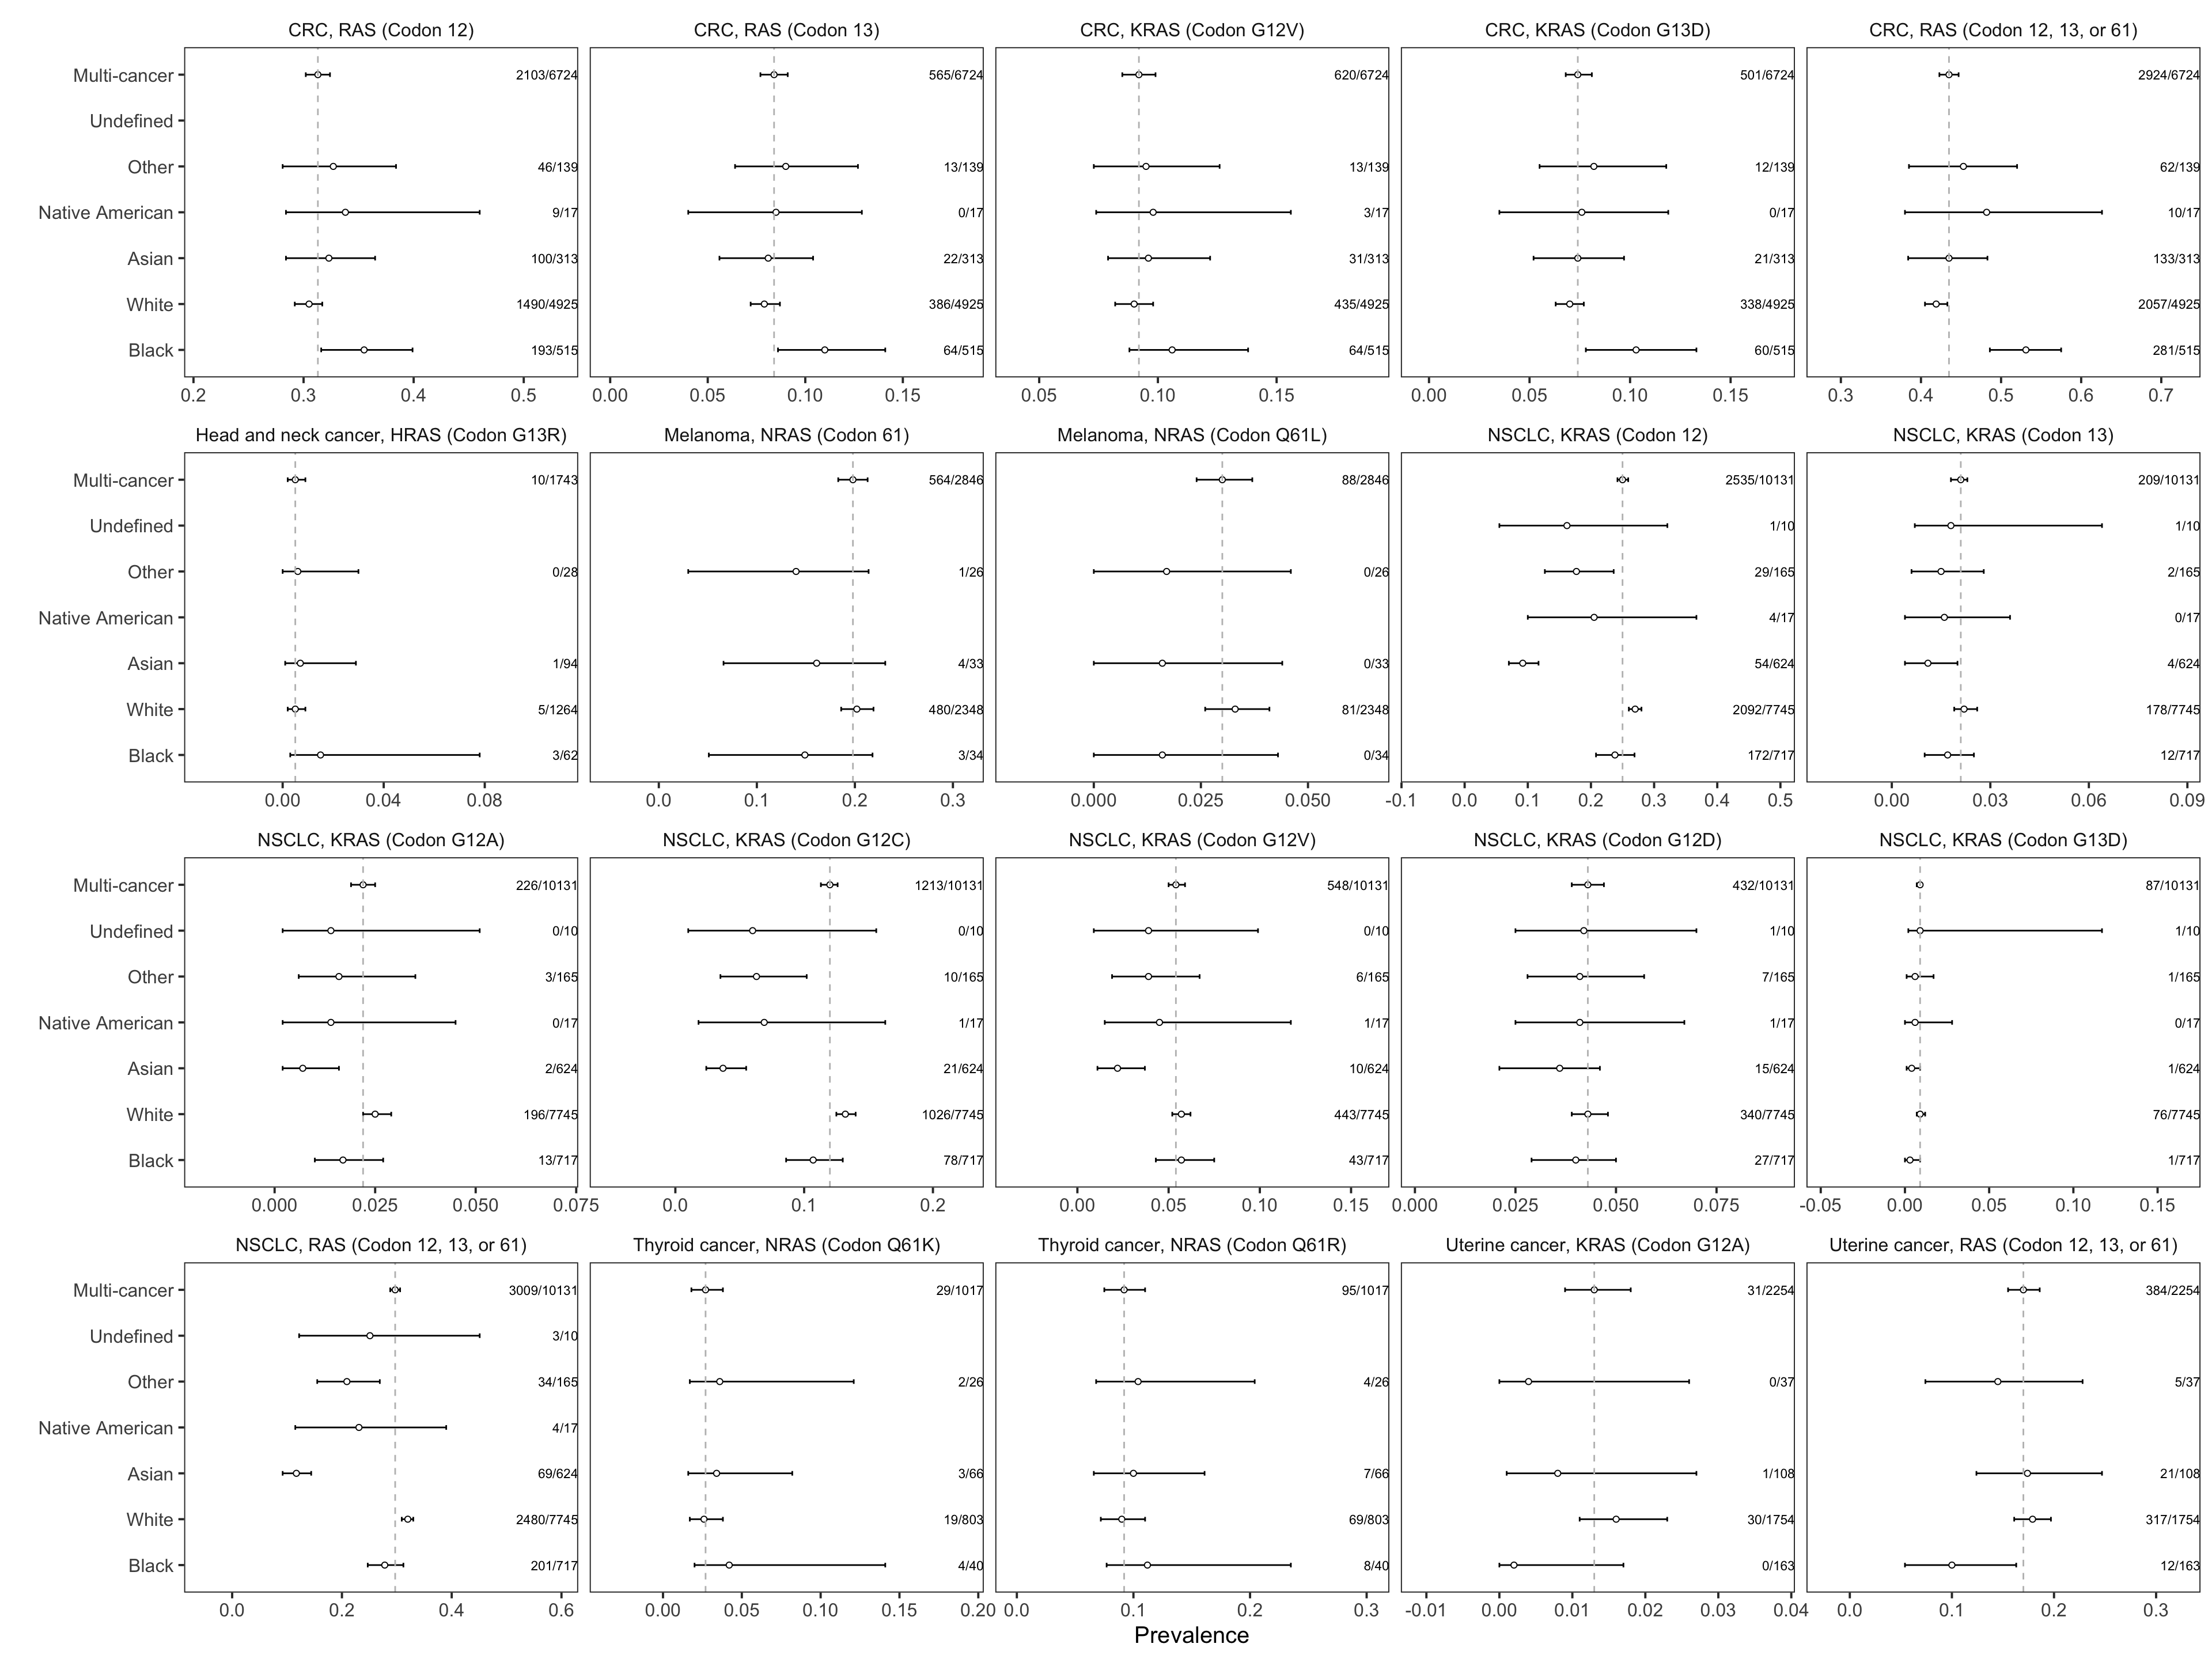 CRC, RAS (Codon 12) CRC, RAS (Codon 13) CRC, KRAS (Codon G12V) CRC, KRAS (Codon G13D) CRC, RAS (Codon 12, 13, or 61)
Multi-cancer 2103/6724 565/6724 620/6724 501/6724 2924/6724
Undefined
Other 46/139 13/139 13/139 12/139 62/139
Native American 9/17 0/17 3/17 0/17 10/17
Asian 100/313 22/313 31/313 21/313 133/313
White 1490/4925 386/4925 435/4925 338/4925 2057/4925
Black 193/515 64/515 64/515 60/515 281/515
0.2 0.3 0.4 0.5 0.00 0.05 0.10 0.15 0.05 0.10 0.15 0.00 0.05 0.10 0.15 0.3 0.4 0.5 0.6 0.7
Head and neck cancer, HRAS (Codon G13R) Melanoma, NRAS (Codon 61) Melanoma, NRAS (Codon Q61L) NSCLC, KRAS (Codon 12) NSCLC, KRAS (Codon 13)
Multi-cancer 10/1743 564/2846 88/2846 2535/10131 209/10131
Undefined 1/10 1/10
Other 0/28 1/26 0/26 29/165 2/165
Native American 4/17 0/17
Asian 1/94 4/33 0/33 54/624 4/624
White 5/1264 480/2348 81/2348 2092/7745 178/7745
Black 3/62 3/34 0/34 172/717 12/717
0.00 0.04 0.08 0.0 0.1 0.2 0.3 0.000 0.025 0.050 -0.1 0.0 0.1 0.2 0.3 0.4 0.5 0.00 0.03 0.06 0.09
NSCLC, KRAS (Codon G12A) NSCLC, KRAS (Codon G12C) NSCLC, KRAS (Codon G12V) NSCLC, KRAS (Codon G12D) NSCLC, KRAS (Codon G13D)
Multi-cancer 226/10131 1213/10131 548/10131 432/10131 87/10131
Undefined 0/10 0/10 0/10 1/10 1/10
Other 3/165 10/165 6/165 7/165 1/165
Native American 0/17 1/17 1/17 1/17 0/17
Asian 2/624 21/624 10/624 15/624 1/624
White 196/7745 1026/7745 443/7745 340/7745 76/7745
Black 13/717 78/717 43/717 27/717 1/717
0.000 0.025 0.050 0.075 0.0 0.1 0.2 0.00 0.05 0.10 0.15 0.000 0.025 0.050 0.075 -0.05 0.00 0.05 0.10 0.15
NSCLC, RAS (Codon 12, 13, or 61) Thyroid cancer, NRAS (Codon Q61K) Thyroid cancer, NRAS (Codon Q61R) Uterine cancer, KRAS (Codon G12A) Uterine cancer, RAS (Codon 12, 13, or 61)
Multi-cancer 3009/10131 29/1017 95/1017 31/2254 384/2254
Undefined 3/10
Other 34/165 2/26 4/26 0/37 5/37
Native American 4/17
Asian 69/624 3/66 7/66 1/108 21/108
White 2480/7745 19/803 69/803 30/1754 317/1754
Black 201/717 4/40 8/40 0/163 12/163
0.0 0.2 0.4 0.6 0.00 0.05 0.10 0.15 0.20 0.0 0.1 0.2 0.3 -0.01 0.00 0.01 0.02 0.03 0.04 0.0 0.1 0.2 0.3
Prevalence